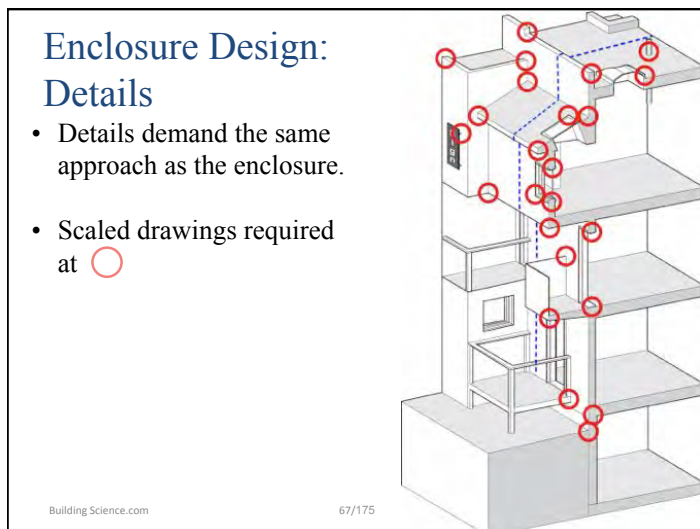 Enclosure Design:
Details
• Details demand the same
approach as the enclosure.
• Scaled drawings required
at
Building Science.com
67/175